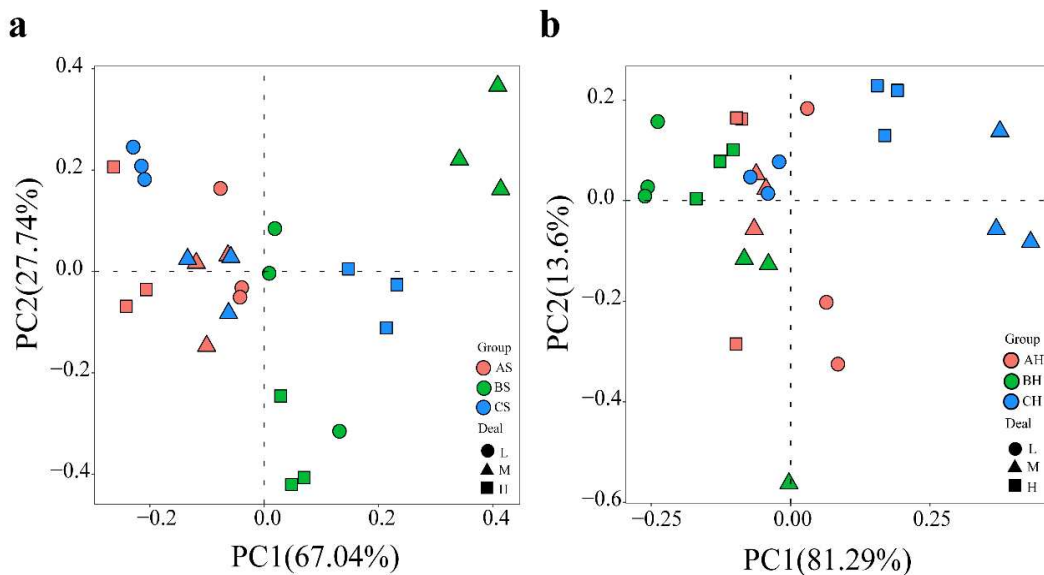 a
0.4
0.2
0.0
−0.2
−0.4
PC2(27.74%)
−0.2
0.0
0.2
0.4
PC1(67.04%)
Group
AS
BS
CS
Deal
L
M
H
b
0.2
0.0
−0.2
−0.4
−0.6
PC2(13.6%)
−0.25
0.00
0.25
PC1(81.29%)
Group
AH
BH
CH
Deal
L
M
H